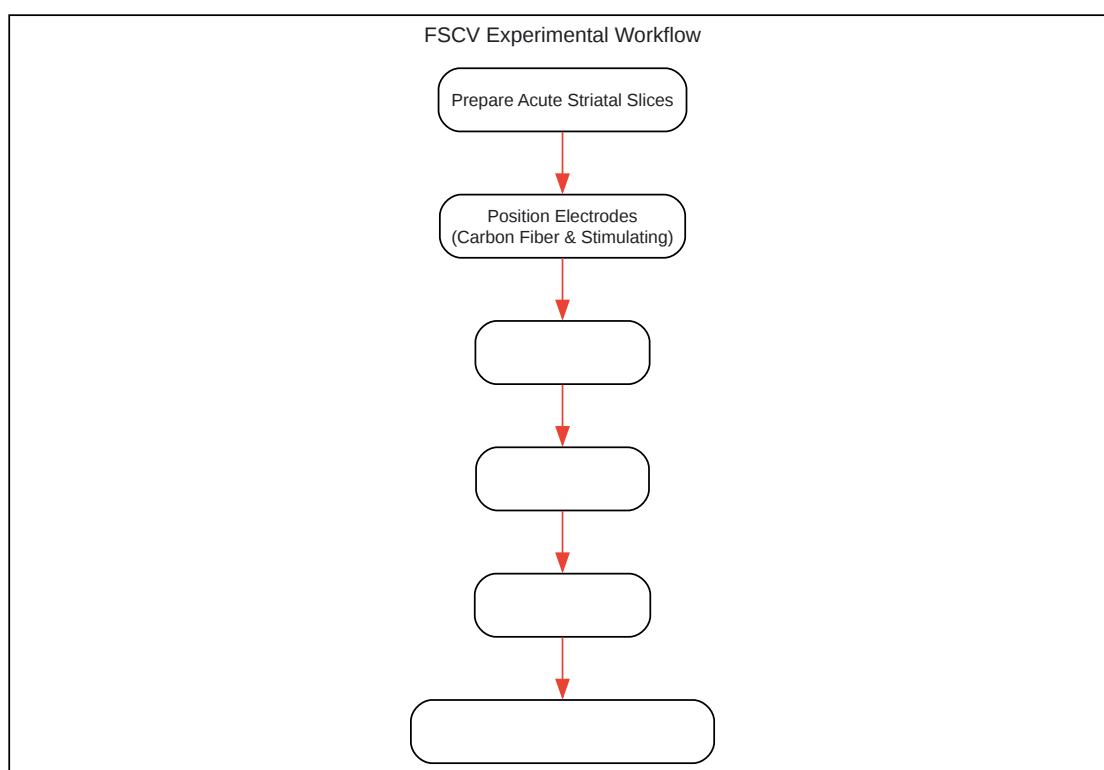 FSCV Experimental Workflow
Prepare Acute Striatal Slices
Position Electrodes
(Carbon Fiber & Stimulating)